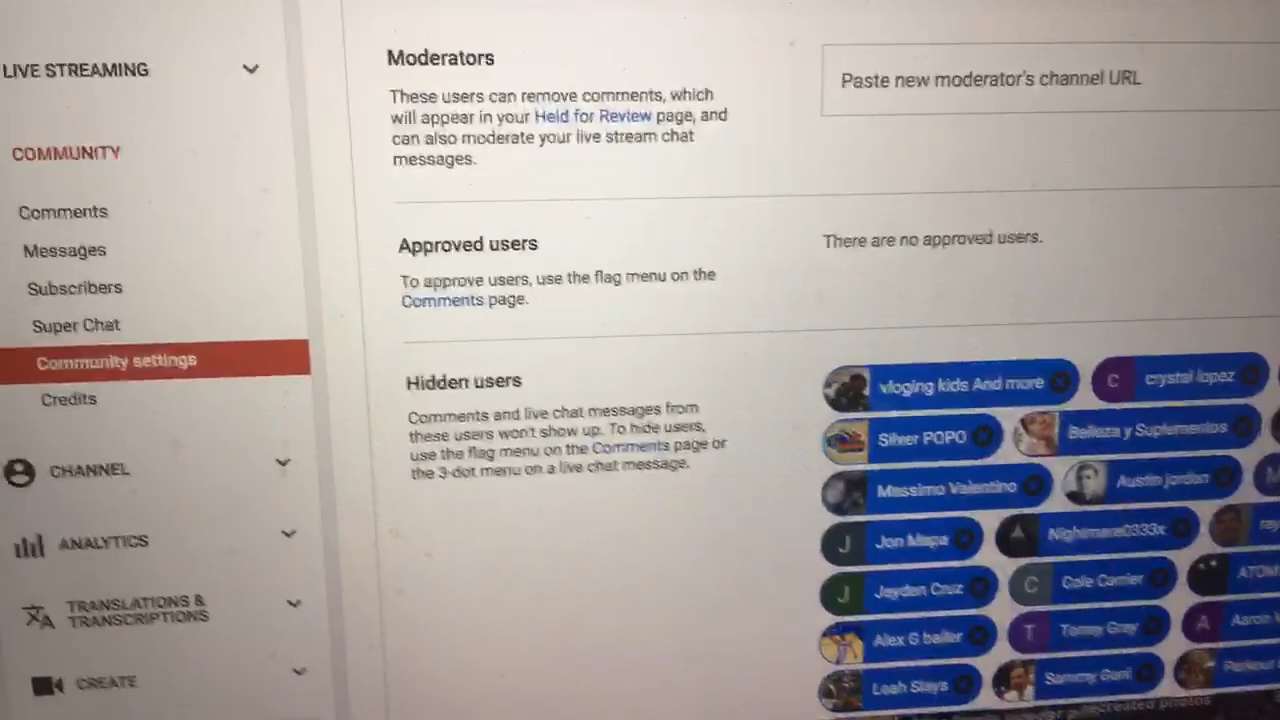 LIVE STREAMING
COMMUNITY
Comments
Messages
Subscribers
Super Chat
Community settings
Credits
CHANNEL
ANALYTICS
TRANSLATIONS &
TRANSCRIPTIONS
CREATE
Moderators
These users can remove comments, which
will appear in your Held for Review page, and
can also moderate your live stream chat
messages.
Paste new moderator's channel URL
Approved users
To approve users, use the flag menu on the
Comments page.
There are no approved users.
Hidden users
Comments and live chat messages from
these users won't show up. To hide users,
use the flag menu on the Comments page or
the 3-dot menu on a live chat message.
vloging kids And more
C crystal lopez
Silver POPO
Belleza y Suplementos
Massimo Valentino
Austin jordan
J Jon Mapa
Nightmare0333x
ray
J Jayden Cruz
C Cole Carrier
ATOM
Alex G baller
T Tommy Gray
A Aaron
Leah Slays
Sammy Goni
created photos